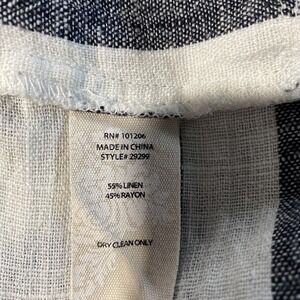 RN# 101206
MADE IN CHINA
STYLE# 29299
55% LINEN
45% RAYON
DRY CLEAN ONLY